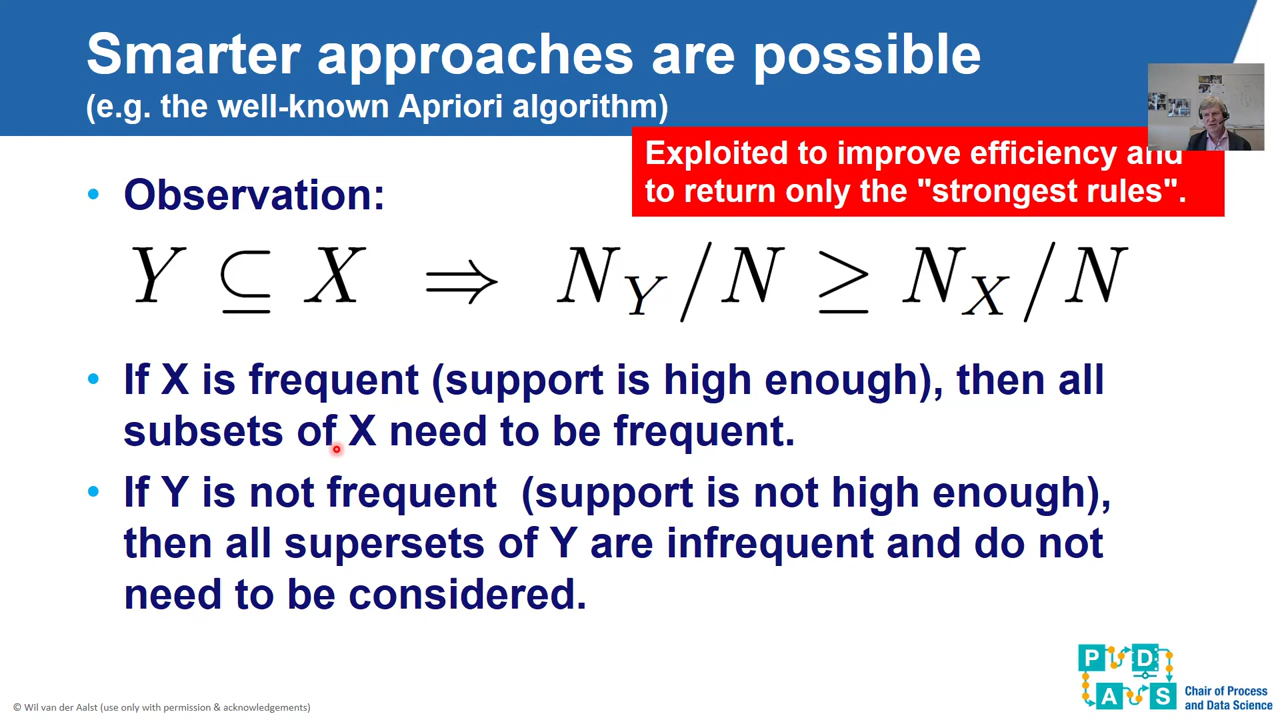 Smarter approaches are possible
(e.g. the well-known Apriori algorithm)
Exploited to improve efficiency and
to return only the "strongest rules".
• Observation:
Y ⊆ X ⇒ N_Y/N ≥ N_X/N
• If X is frequent (support is high enough), then all
subsets of X need to be frequent.
• If Y is not frequent (support is not high enough),
then all supersets of Y are infrequent and do not
need to be considered.
P D
A S
Chair of Process
and Data Science
© Wil van der Aalst (use only with permission & acknowledgements)